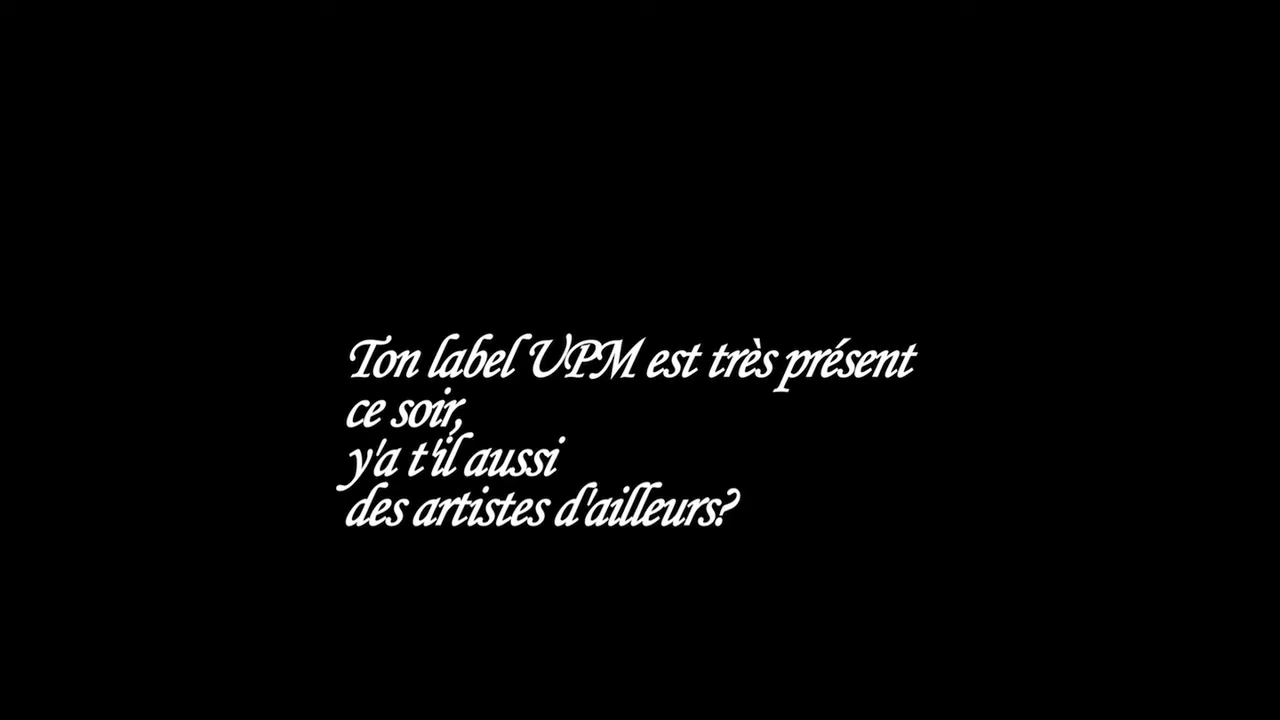 Ton label UPM est très présent
ce soir,
y'a t'il aussi
des artistes d'ailleurs?